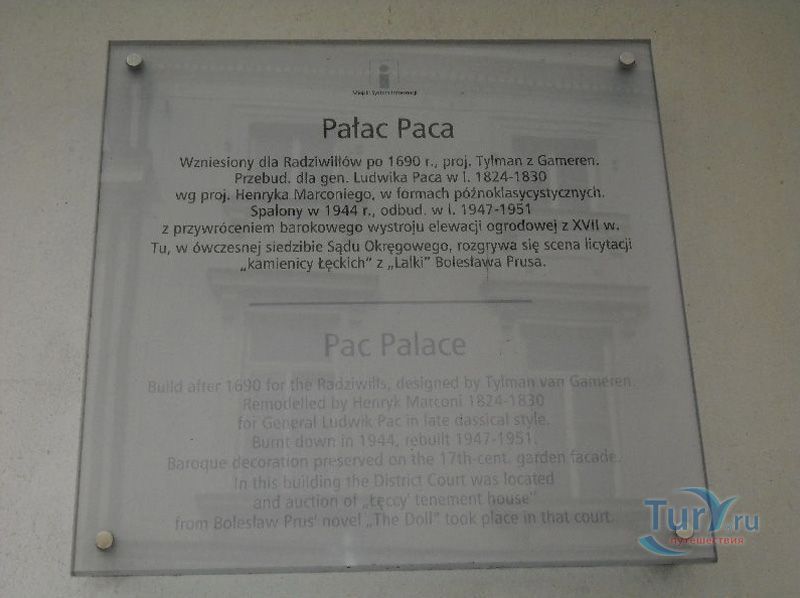 i
Miejski System Informacji
Pałac Paca
Wzniesiony dla Radziwiłłów po 1690 r., proj. Tylman z Gameren.
Przebud. dla gen. Ludwika Paca w l. 1824-1830
wg proj. Henryka Marconiego, w formach późnoklasycystycznych.
Spalony w 1944 r., odbud. w l. 1947-1951
z przywróceniem barokowego wystroju elewacji ogrodowej z XVII w.
Tu, w ówczesnej siedzibie Sądu Okręgowego, rozgrywa się scena licytacji
„kamienicy Łęckich” z „Lalki” Bolesława Prusa.
Pac Palace
Build after 1690 for the Radziwills, designed by Tylman van Gameren.
Remodelled by Henryk Marconi 1824-1830
for General Ludwik Pac in late classical style.
Burnt down in 1944, rebuilt 1947-1951.
Baroque decoration preserved on the 17th-cent. garden facade.
In this building the District Court was located
and auction of „Łęccy' tenement house”
from Bolesław Prus' novel „The Doll” took place in that court.
Tury.ru
путешествия